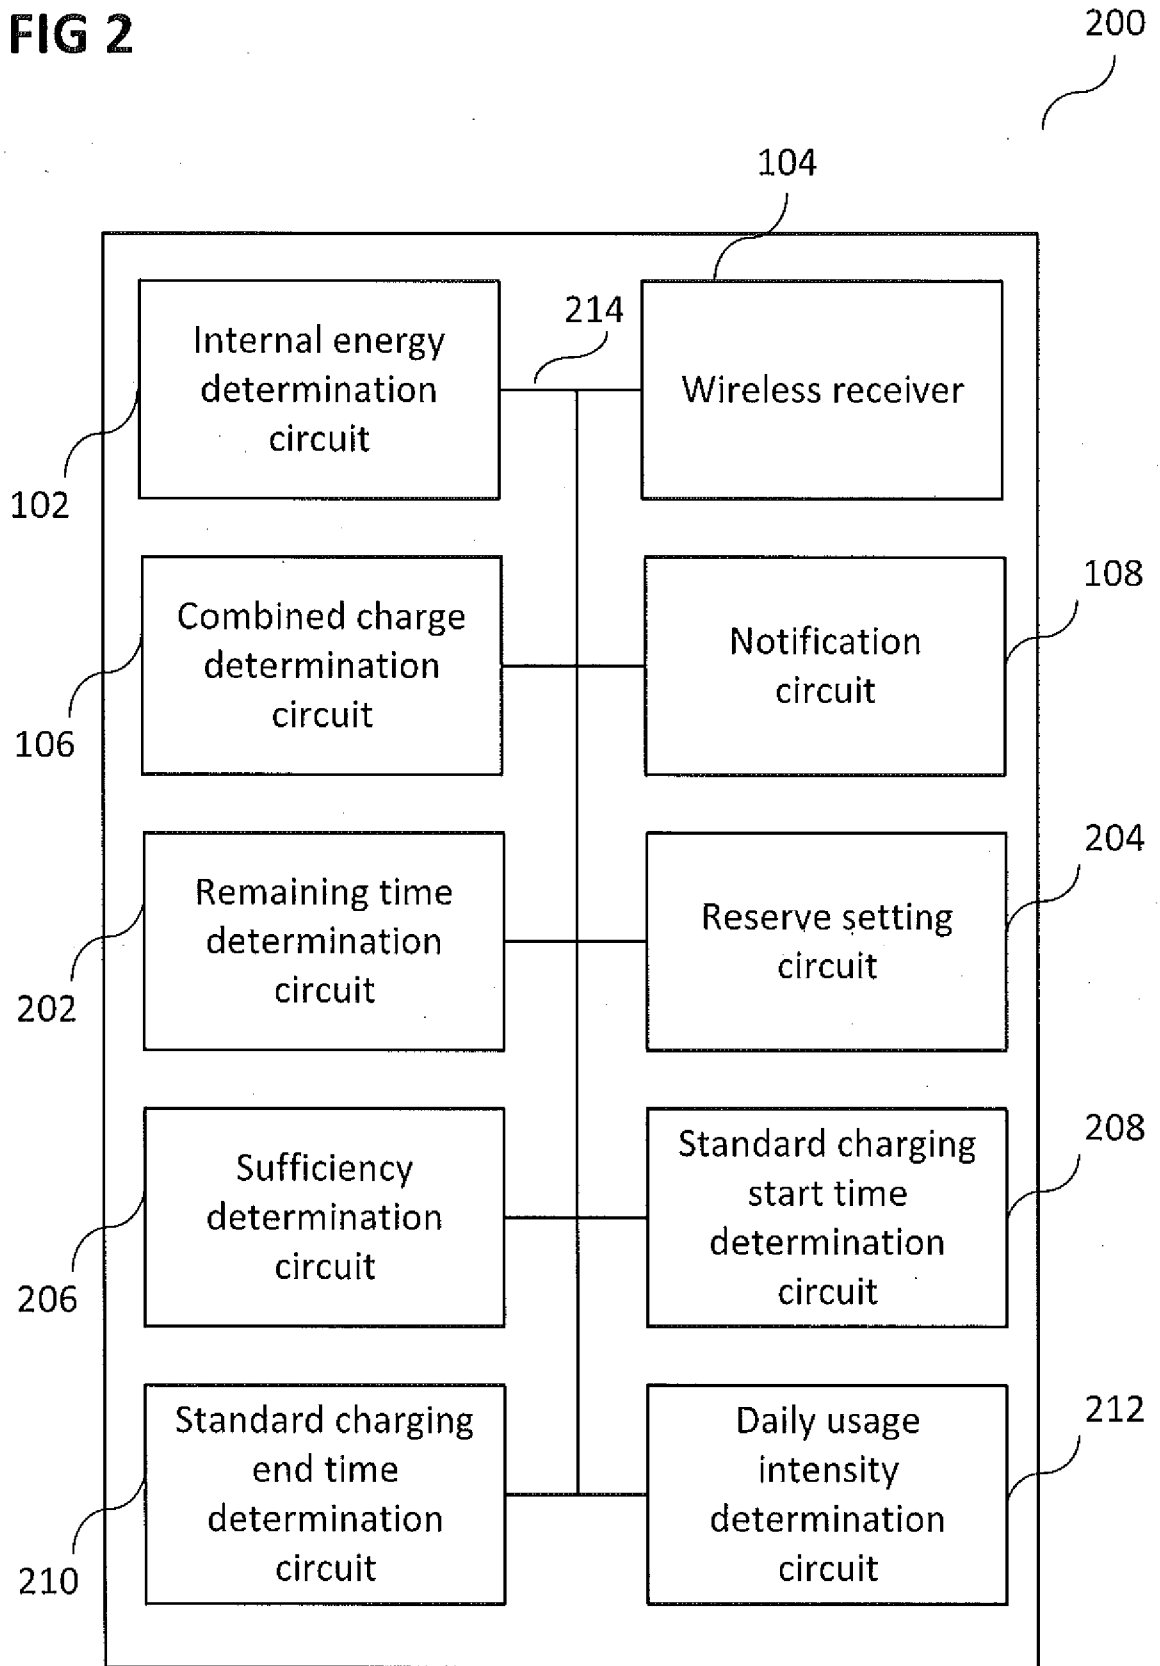 FIG 2
200
104
214
Internal energy
determination
circuit
Wireless receiver
102
Combined charge
determination
circuit
Notification
circuit
108
106
Remaining time
determination
circuit
Reserve setting
circuit
204
202
Sufficiency
determination
circuit
Standard charging
start time
determination
circuit
208
206
Standard charging
end time
determination
circuit
Daily usage
intensity
determination
circuit
212
210